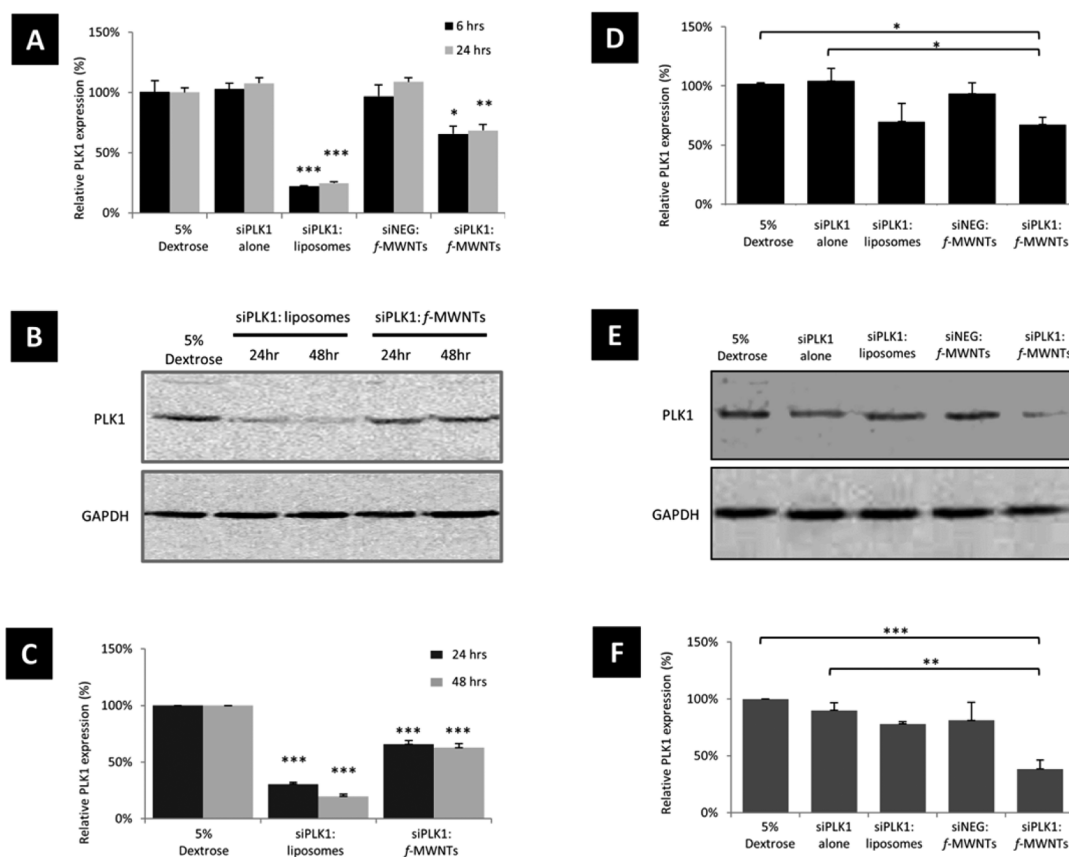 A
Relative PLK1 expression (%)
150%
100%
50%
0%
6 hrs
24 hrs
***
***
*
**
5% Dextrose
siPLK1 alone
siPLK1: liposomes
siNEG: f-MWNTs
siPLK1: f-MWNTs
B
5% Dextrose
siPLK1: liposomes
siPLK1: f-MWNTs
24hr
48hr
24hr
48hr
PLK1
GAPDH
C
Relative PLK1 expression (%)
150%
100%
50%
0%
24 hrs
48 hrs
***
***
***
***
5% Dextrose
siPLK1: liposomes
siPLK1: f-MWNTs
D
Relative PLK1 expression (%)
150%
100%
50%
0%
*
*
5% Dextrose
siPLK1 alone
siPLK1: liposomes
siNEG: f-MWNTs
siPLK1: f-MWNTs
E
5% Dextrose
siPLK1 alone
siPLK1: liposomes
siNEG: f-MWNTs
siPLK1: f-MWNTs
PLK1
GAPDH
F
Relative PLK1 expression (%)
150%
100%
50%
0%
***
**
5% Dextrose
siPLK1 alone
siPLK1: liposomes
siNEG: f-MWNTs
siPLK1: f-MWNTs